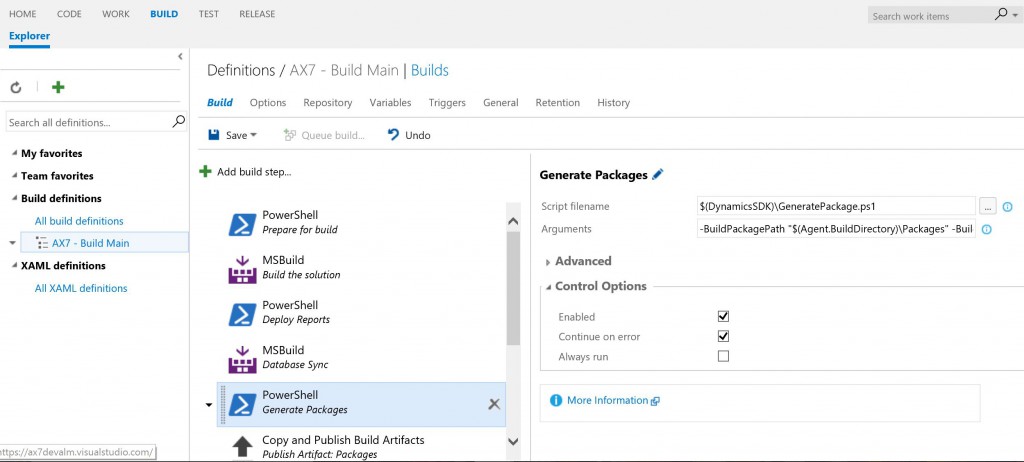 HOME CODE WORK BUILD TEST RELEASE
Search work items
Explorer
Definitions / AX7 - Build Main | Builds
Build Options Repository Variables Triggers General Retention History
Search all definitions...
Save Queue build... Undo
My favorites
Team favorites
Build definitions
All build definitions
AX7 - Build Main
XAML definitions
All XAML definitions
Add build step...
PowerShell
Prepare for build
MSBuild
Build the solution
PowerShell
Deploy Reports
MSBuild
Database Sync
PowerShell
Generate Packages
Copy and Publish Build Artifacts
Publish Artifact: Packages
Generate Packages
Script filename $(DynamicsSDK)\GeneratePackage.ps1 ...
Arguments -BuildPackagePath "$(Agent.BuildDirectory)\Packages" -Buil
Advanced
Control Options
Enabled
Continue on error
Always run
More Information
https://ax7devalm.visualstudio.com/